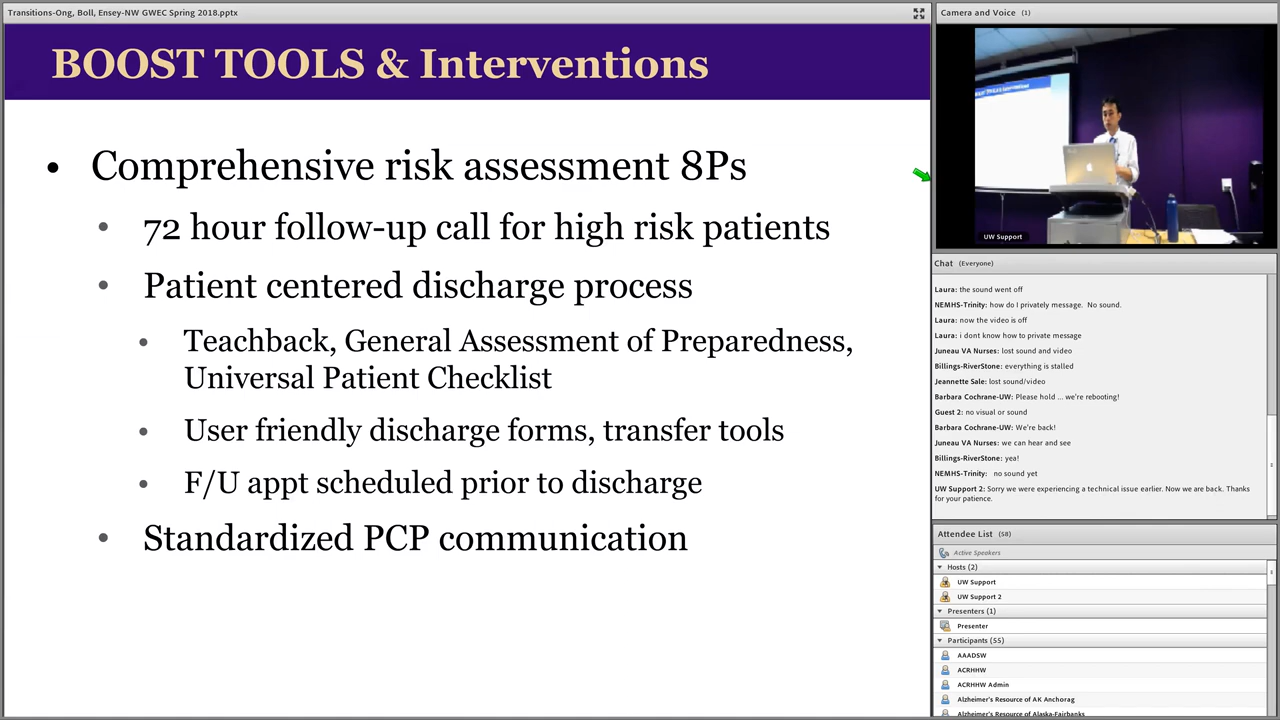 Transitions-Ong, Boll, Ensey-NW GWEC Spring 2018.pptx
BOOST TOOLS & Interventions
• Comprehensive risk assessment 8Ps
• 72 hour follow-up call for high risk patients
• Patient centered discharge process
• Teachback, General Assessment of Preparedness,
Universal Patient Checklist
• User friendly discharge forms, transfer tools
• F/U appt scheduled prior to discharge
• Standardized PCP communication
Camera and Voice (1)
UW Support
Chat (Everyone)
Laura: the sound went off
NEMHS-Trinity: how do I privately message. No sound.
Laura: now the video is off
Laura: i dont know how to private message
Juneau VA Nurses: lost sound and video
Billings-RiverStone: everything is stalled
Jeannette Sale: lost sound/video
Barbara Cochrane-UW: Please hold ... we're rebooting!
Guest 2: no visual or sound
Barbara Cochrane-UW: We're back!
Juneau VA Nurses: we can hear and see
Billings-RiverStone: yea!
NEMHS-Trinity: no sound yet
UW Support 2: Sorry we were experiencing a technical issue earlier. Now we are back. Thanks
for your patience.
Attendee List (58)
Active Speakers
Hosts (2)
UW Support
UW Support 2
Presenters (1)
Presenter
Participants (55)
AAADSW
ACRHHW
ACRHHW Admin
Alzheimer's Resource of AK Anchorag
Alzheimer's Resource of Alaska-Fairbanks